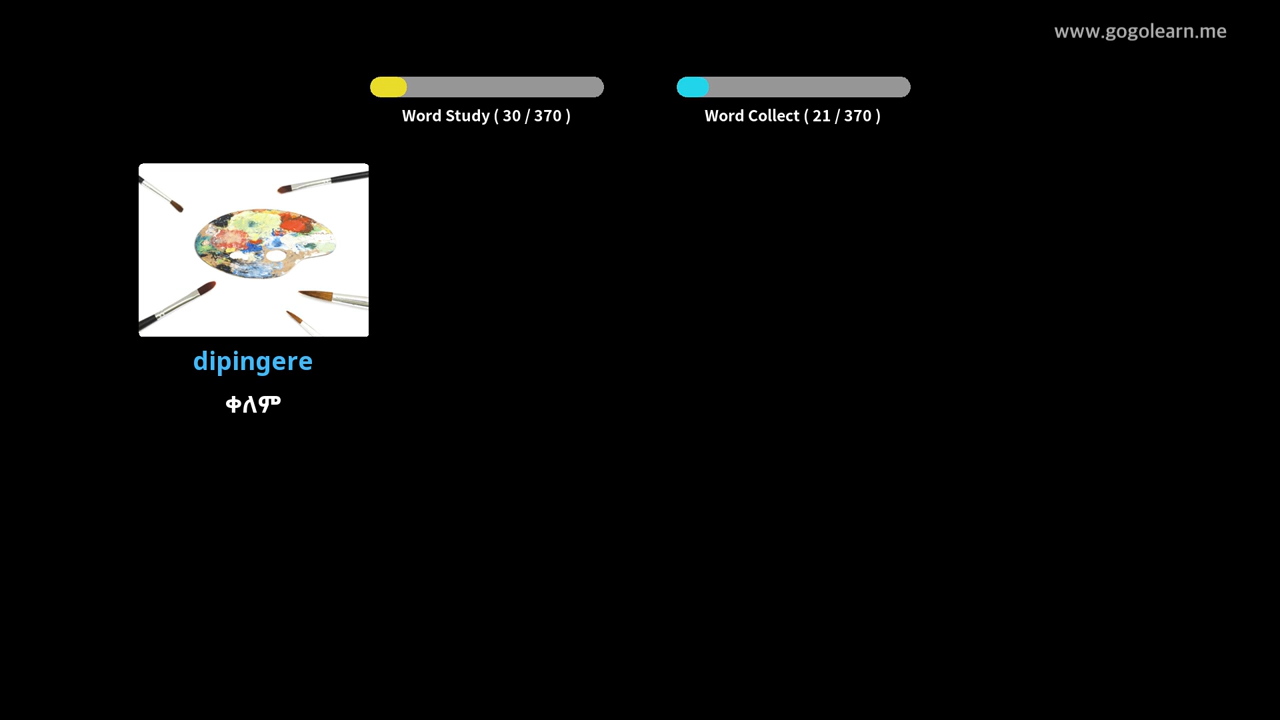 www.gogolearn.me
Word Study ( 30 / 370 )
Word Collect ( 21 / 370 )
dipingere
ቀለም